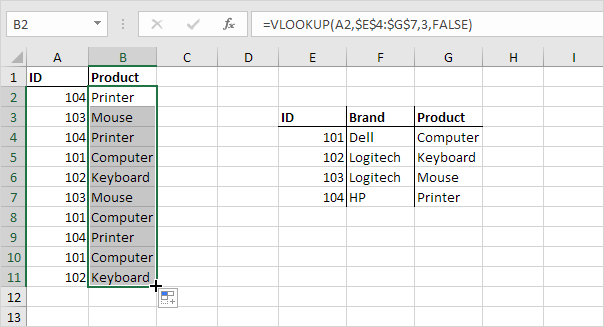 B2 fx =VLOOKUP(A2,$E$4:$G$7,3,FALSE)
A B C D E F G H I
1 ID Product
2 104 Printer
3 103 Mouse ID Brand Product
4 104 Printer 101 Dell Computer
5 101 Computer 102 Logitech Keyboard
6 102 Keyboard 103 Logitech Mouse
7 103 Mouse 104 HP Printer
8 101 Computer
9 104 Printer
10 101 Computer
11 102 Keyboard
12
13